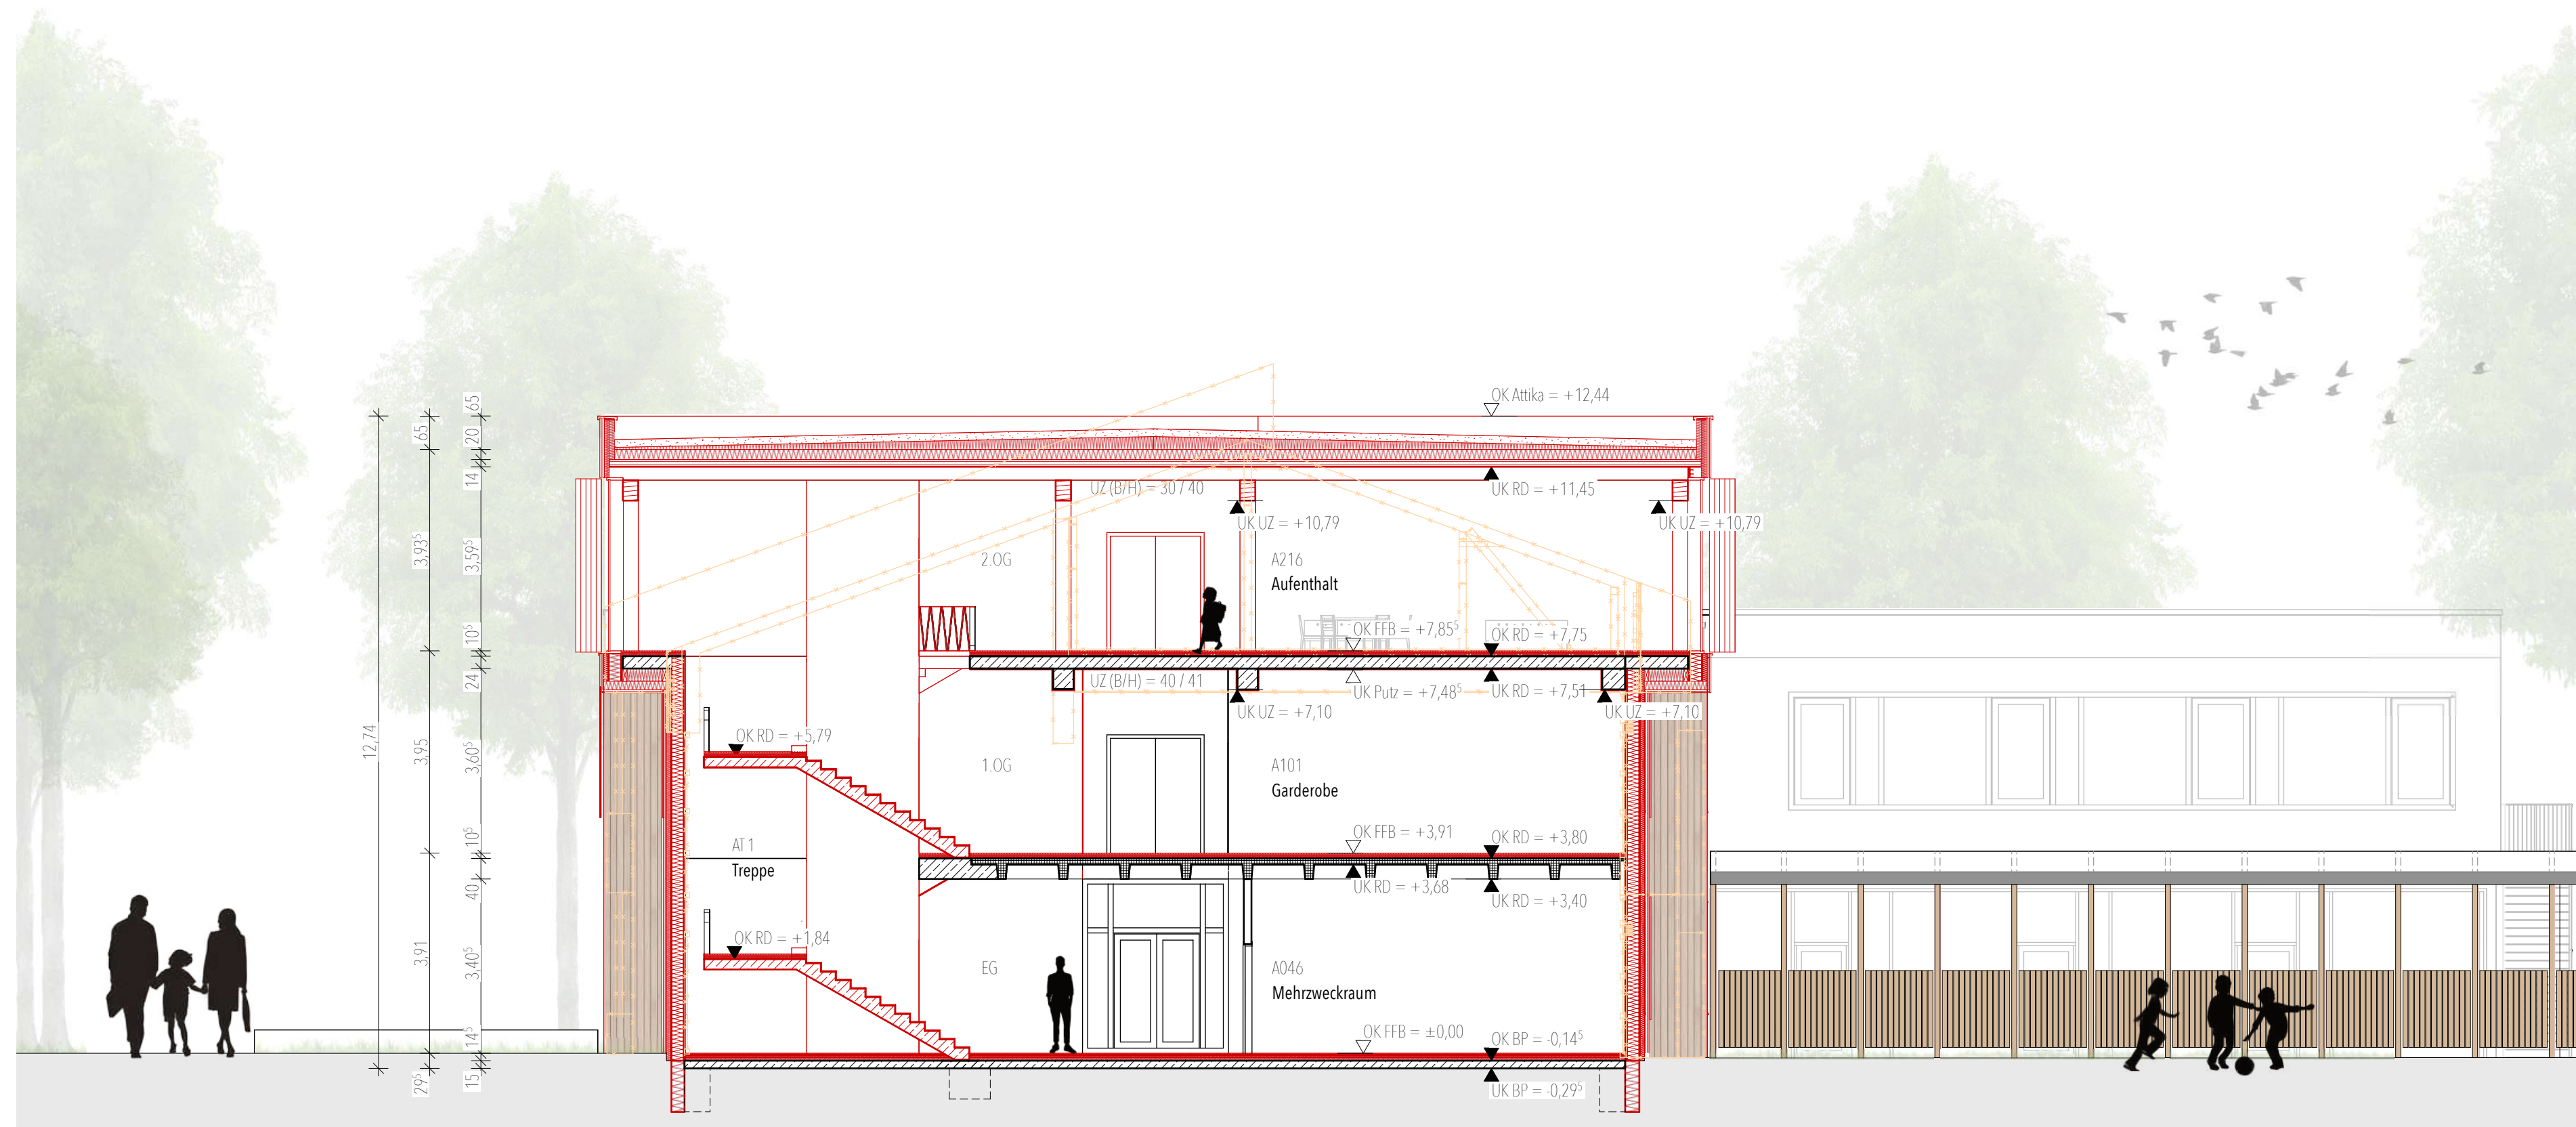 OK Attika = +12,44
UK RD = +11,45
UZ (B/H) = 30 / 40
UK UZ = +10,79
UK UZ = +10,79
2.OG
A216
Aufenthalt
OK FFB = +7,85⁵
OK RD = +7,75
UZ (B/H) = 40 / 41
UK Putz = +7,48⁵
UK RD = +7,51
UK UZ = +7,10
UK UZ = +7,10
OK RD = +5,79
1.OG
A101
Garderobe
OK FFB = +3,91
OK RD = +3,80
AT 1
Treppe
UK RD = +3,68
UK RD = +3,40
OK RD = +1,84
EG
A046
Mehrzweckraum
OK FFB = ±0,00
OK BP = -0,14⁵
UK BP = -0,29⁵
12,74
65
3,93⁵
3,95
3,91
29⁵
65
20
14
3,59⁵
10⁵
24
3,60⁵
10⁵
40
3,40⁵
14⁵
15